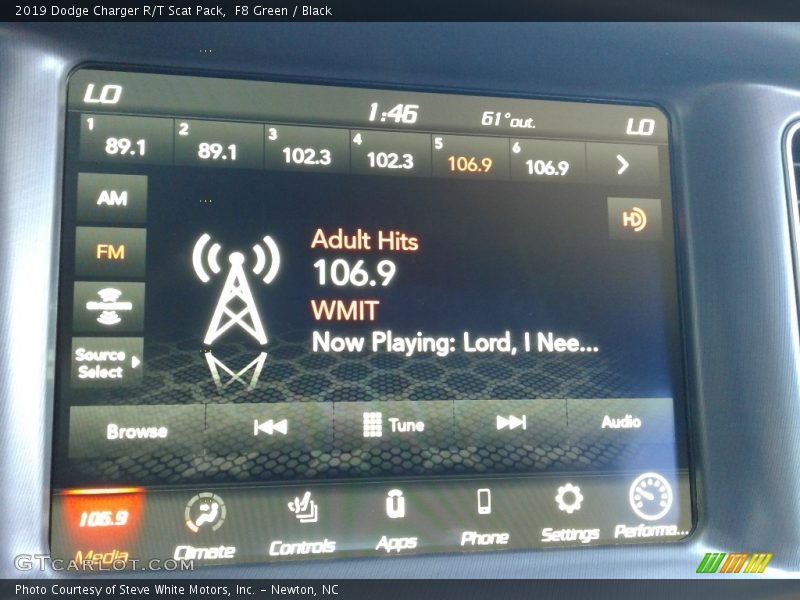 2019 Dodge Charger R/T Scat Pack,  F8 Green / Black
LO 1:46 61°out. LO
1 89.1 2 89.1 3 102.3 4 102.3 5 106.9 6 106.9
AM
FM
Source
Select
HD
Adult Hits
106.9
WMIT
Now Playing: Lord, I Nee...
Browse Tune Audio
106.9
Media Climate Controls Apps Phone Settings Performa...
GTCARLOT.COM
Photo Courtesy of Steve White Motors, Inc. – Newton, NC